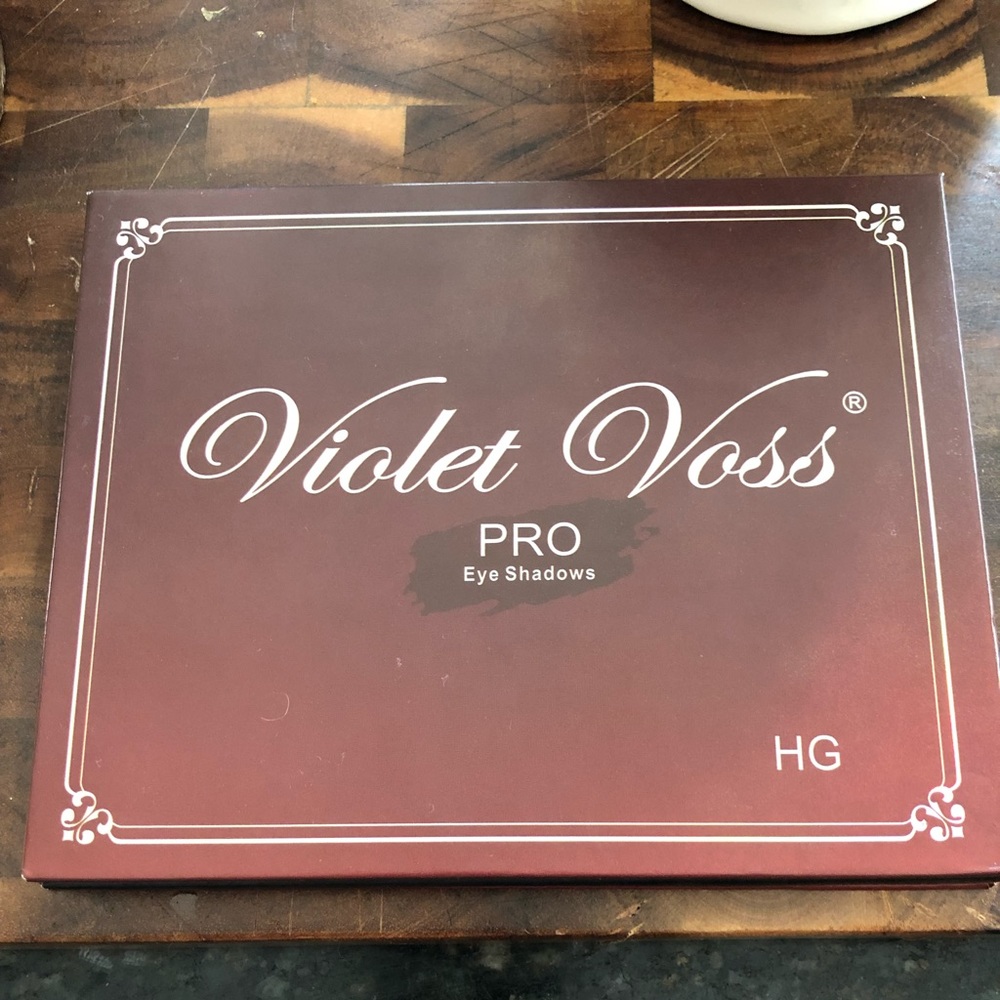 Violet Voss®
PRO
Eye Shadows
HG